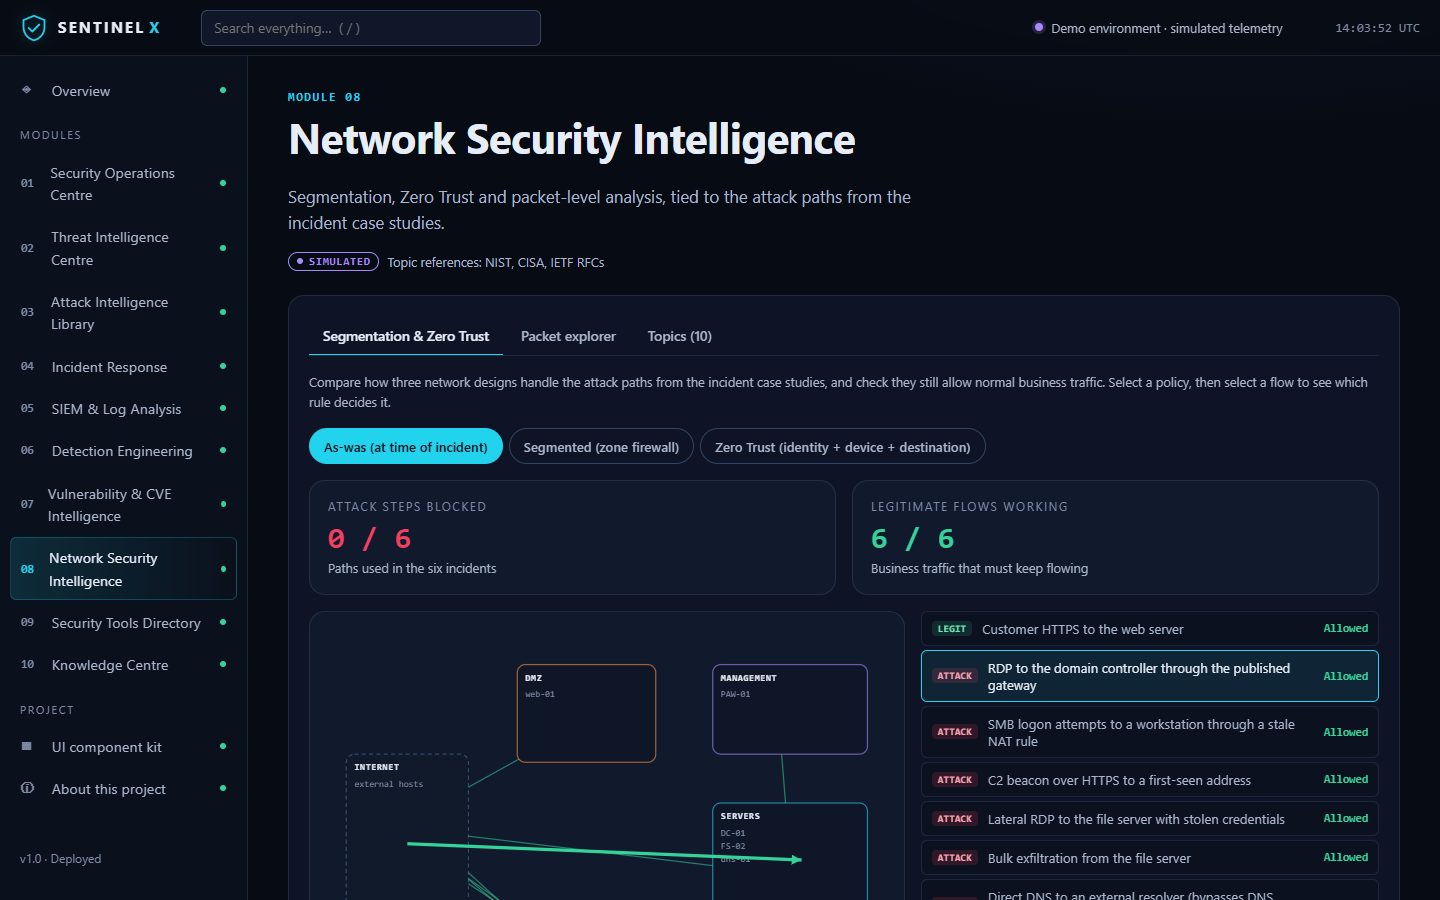 SENTINEL X
Search everything... ( / )
Demo environment · simulated telemetry
14:03:52 UTC
Overview
MODULES
01 Security Operations
Centre
02 Threat Intelligence
Centre
03 Attack Intelligence
Library
04 Incident Response
05 SIEM & Log Analysis
06 Detection Engineering
07 Vulnerability & CVE
Intelligence
08 Network Security
Intelligence
09 Security Tools Directory
10 Knowledge Centre
PROJECT
UI component kit
About this project
v1.0 · Deployed
MODULE 08
Network Security Intelligence
Segmentation, Zero Trust and packet-level analysis, tied to the attack paths from the
incident case studies.
SIMULATED Topic references: NIST, CISA, IETF RFCs
Segmentation & Zero Trust
Packet explorer
Topics (10)
Compare how three network designs handle the attack paths from the incident case studies, and check they still allow normal business traffic. Select a policy, then select a flow to see which
rule decides it.
As-was (at time of incident)
Segmented (zone firewall)
Zero Trust (identity + device + destination)
ATTACK STEPS BLOCKED
0 / 6
Paths used in the six incidents
LEGITIMATE FLOWS WORKING
6 / 6
Business traffic that must keep flowing
DMZ
web-01
MANAGEMENT
PAW-01
INTERNET
external hosts
SERVERS
DC-01
FS-02
dns-01
LEGIT Customer HTTPS to the web server Allowed
ATTACK RDP to the domain controller through the published
gateway Allowed
ATTACK SMB logon attempts to a workstation through a stale
NAT rule Allowed
ATTACK C2 beacon over HTTPS to a first-seen address Allowed
ATTACK Lateral RDP to the file server with stolen credentials Allowed
ATTACK Bulk exfiltration from the file server Allowed
Direct DNS to an external resolver (bypasses DNS